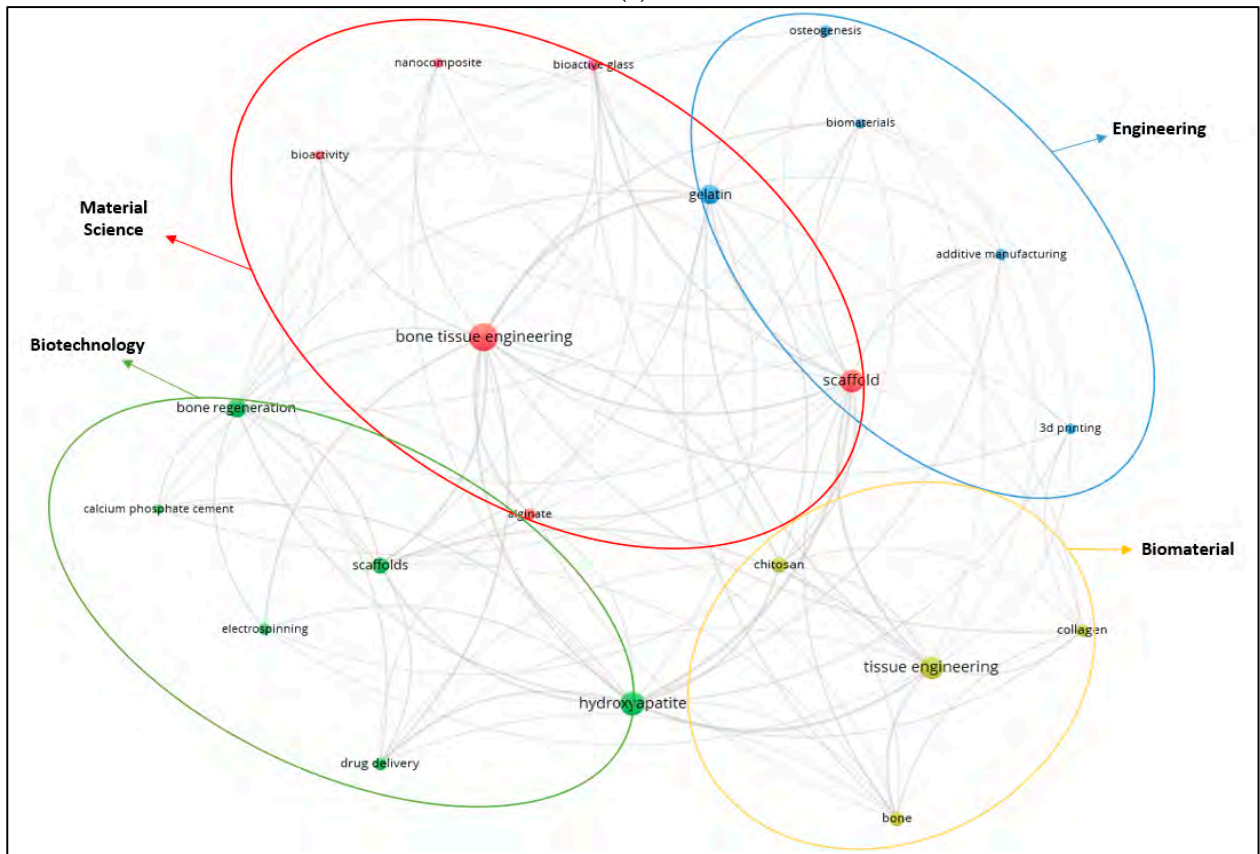 osteogenesis
nanocomposite
bioactive glass
biomaterials
Engineering
bioactivity
gelatin
Material
Science
additive manufacturing
bone tissue engineering
Biotechnology
scaffold
bone regeneration
3d printing
calcium phosphate cement
alginate
Biomaterial
scaffolds
chitosan
electrospinning
collagen
tissue engineering
hydroxyapatite
drug delivery
bone